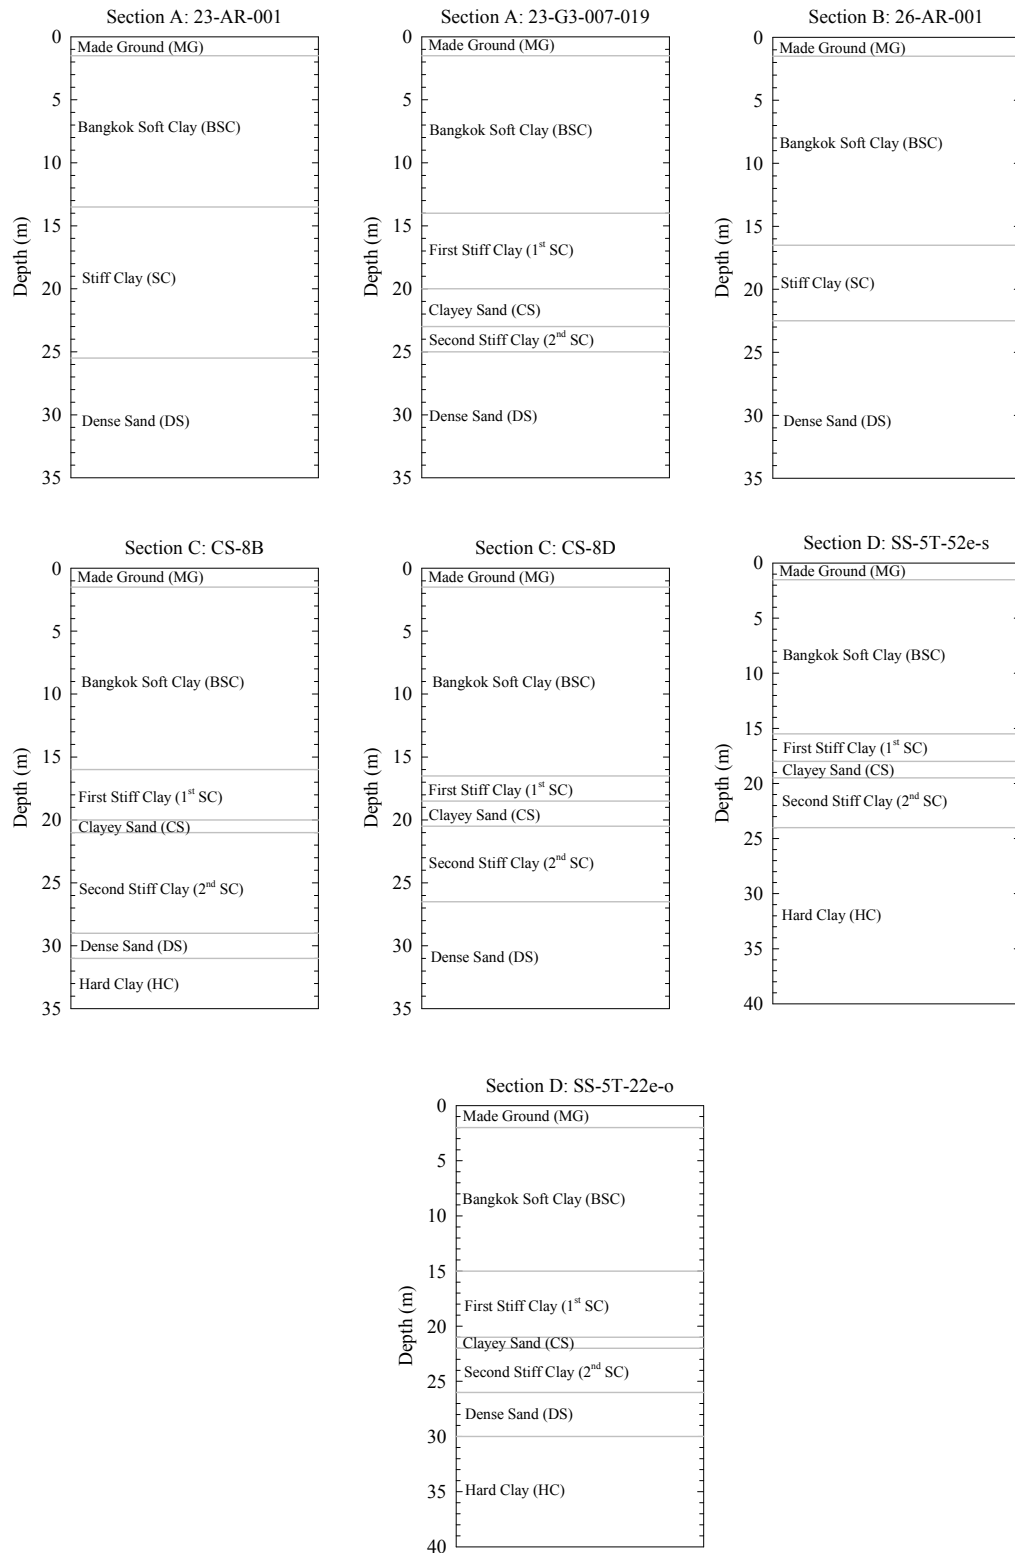 Section A: 23-AR-001
0
Made Ground (MG)
5
Bangkok Soft Clay (BSC)
10
15
Stiff Clay (SC)
20
25
30
Dense Sand (DS)
35
Depth (m)
Section A: 23-G3-007-019
0
Made Ground (MG)
5
Bangkok Soft Clay (BSC)
10
15
First Stiff Clay (1st SC)
20
Clayey Sand (CS)
Second Stiff Clay (2nd SC)
25
30
Dense Sand (DS)
35
Depth (m)
Section B: 26-AR-001
0
Made Ground (MG)
5
Bangkok Soft Clay (BSC)
10
15
Stiff Clay (SC)
20
25
30
Dense Sand (DS)
35
Depth (m)
Section C: CS-8B
0
Made Ground (MG)
5
Bangkok Soft Clay (BSC)
10
15
First Stiff Clay (1st SC)
20
Clayey Sand (CS)
25
Second Stiff Clay (2nd SC)
30
Dense Sand (DS)
Hard Clay (HC)
35
Depth (m)
Section C: CS-8D
0
Made Ground (MG)
5
Bangkok Soft Clay (BSC)
10
15
First Stiff Clay (1st SC)
Clayey Sand (CS)
20
Second Stiff Clay (2nd SC)
25
30
Dense Sand (DS)
35
Depth (m)
Section D: SS-5T-52e-s
0
Made Ground (MG)
5
Bangkok Soft Clay (BSC)
10
15
First Stiff Clay (1st SC)
Clayey Sand (CS)
20
Second Stiff Clay (2nd SC)
25
30
Hard Clay (HC)
35
40
Depth (m)
Section D: SS-5T-22e-o
0
Made Ground (MG)
5
Bangkok Soft Clay (BSC)
10
15
First Stiff Clay (1st SC)
20
Clayey Sand (CS)
Second Stiff Clay (2nd SC)
25
Dense Sand (DS)
30
Hard Clay (HC)
35
40
Depth (m)